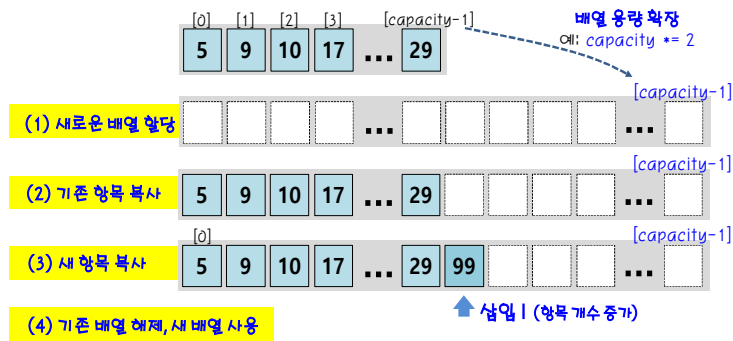 [0] [1] [2] [3] [capacity-1]
배열 용량 확장
예: capacity *= 2
5 9 10 17 ... 29
[capacity-1]
(1) 새로운 배열 할당 ... ...
[capacity-1]
(2) 기존 항목 복사 5 9 10 17 ... 29 ...
[0] [capacity-1]
(3) 새 항목 복사 5 9 10 17 ... 29 99 ...
삽입 | (항목 개수 증가)
(4) 기존 배열 해제, 새 배열 사용